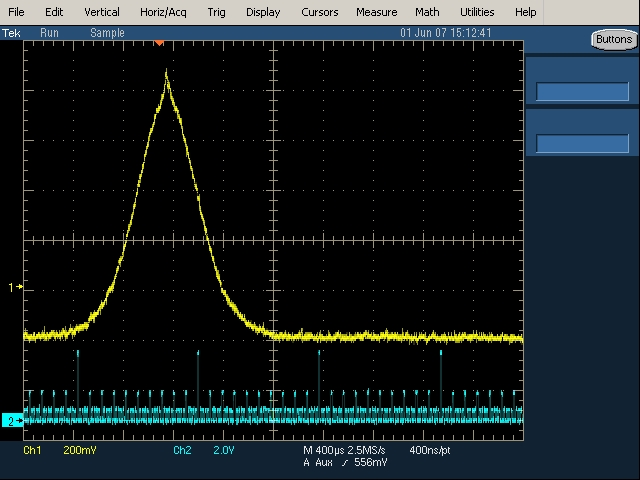 File Edit Vertical Horiz/Acq Trig Display Cursors Measure Math Utilities Help
Tek Run Sample 01 Jun 07 15:12:41 Buttons
1
2
Ch1 200mV Ch2 2.0V M 400µs 2.5MS/s 400ns/pt
A Aux ∫ 556mV